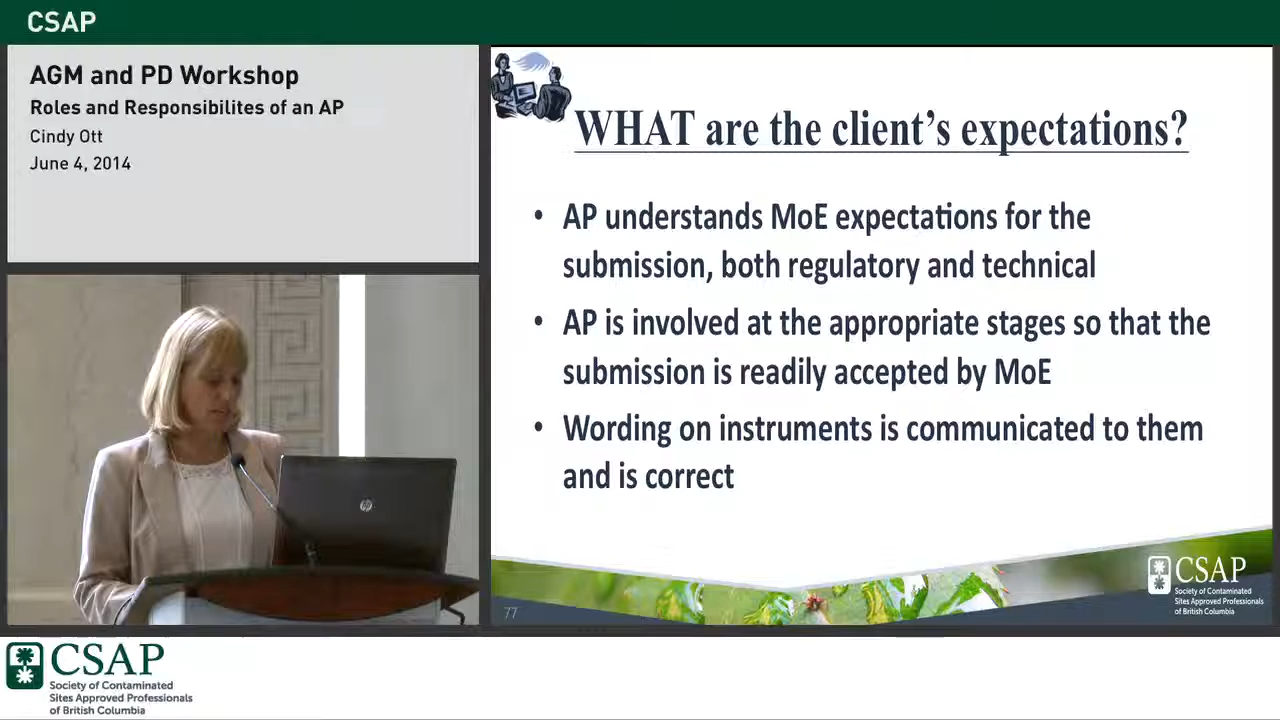 CSAP
AGM and PD Workshop
Roles and Responsibilites of an AP
Cindy Ott
June 4, 2014
WHAT are the client's expectations?
• AP understands MoE expectations for the
submission, both regulatory and technical
• AP is involved at the appropriate stages so that the
submission is readily accepted by MoE
• Wording on instruments is communicated to them
and is correct
77
CSAP
Society of Contaminated
Sites Approved Professionals
of British Columbia
hp
CSAP
Society of Contaminated
Sites Approved Professionals
of British Columbia